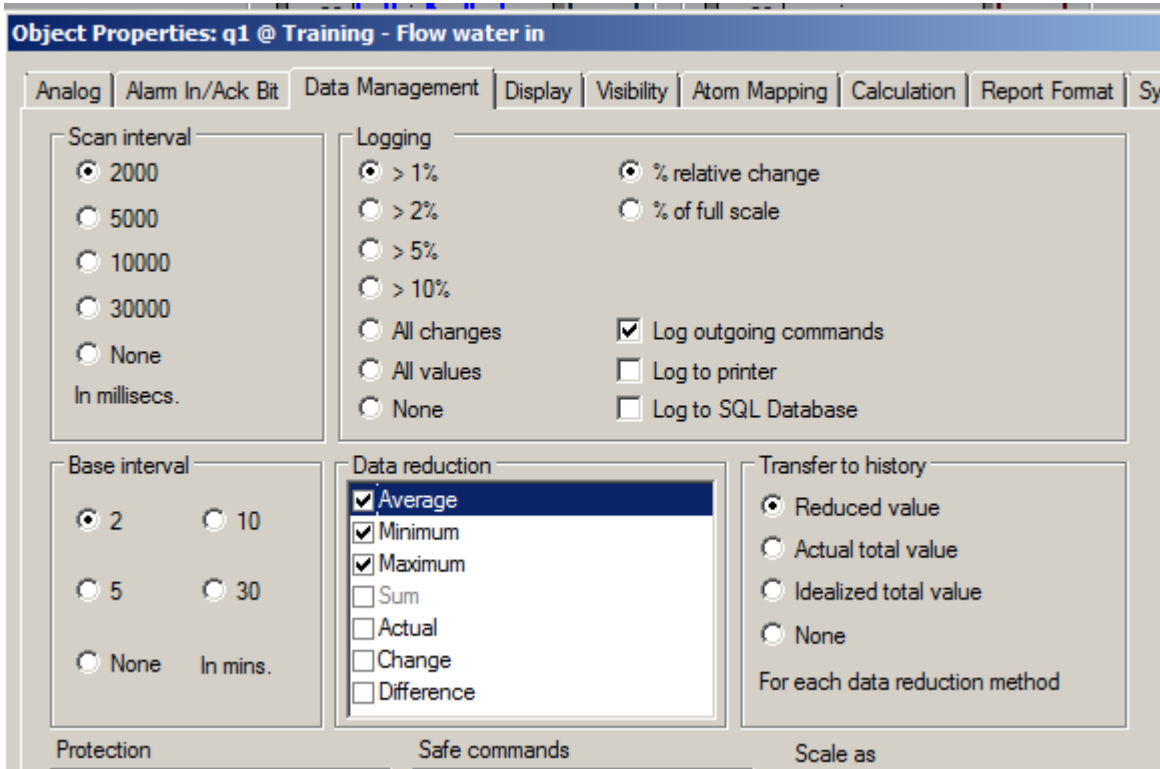 Object Properties: q1 @ Training - Flow water in
Analog Alarm In/Ack Bit Data Management Display Visibility Atom Mapping Calculation Report Format Sy
Scan interval
2000
5000
10000
30000
None
In millisecs.
Logging
> 1%
> 2%
> 5%
> 10%
All changes
All values
None
% relative change
% of full scale
Log outgoing commands
Log to printer
Log to SQL Database
Base interval
2 10
5 30
None In mins.
Data reduction
Average
Minimum
Maximum
Sum
Actual
Change
Difference
Transfer to history
Reduced value
Actual total value
Idealized total value
None
For each data reduction method
Protection
Safe commands
Scale as